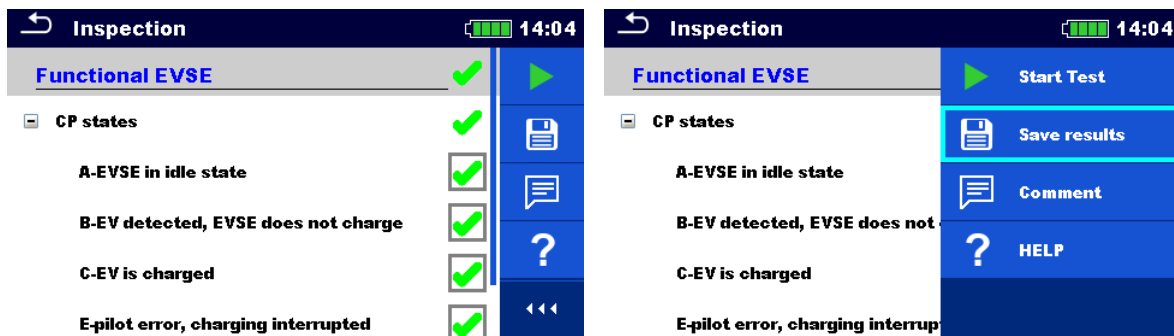 Inspection 14:04
Functional EVSE
CP states
A-EVSE in idle state
B-EV detected, EVSE does not charge
C-EV is charged
E-pilot error, charging interrupted
?
Inspection 14:04
Functional EVSE
CP states
A-EVSE in idle state
B-EV detected, EVSE does not
C-EV is charged
E-pilot error, charging interrup
Start Test
Save results
Comment
? HELP